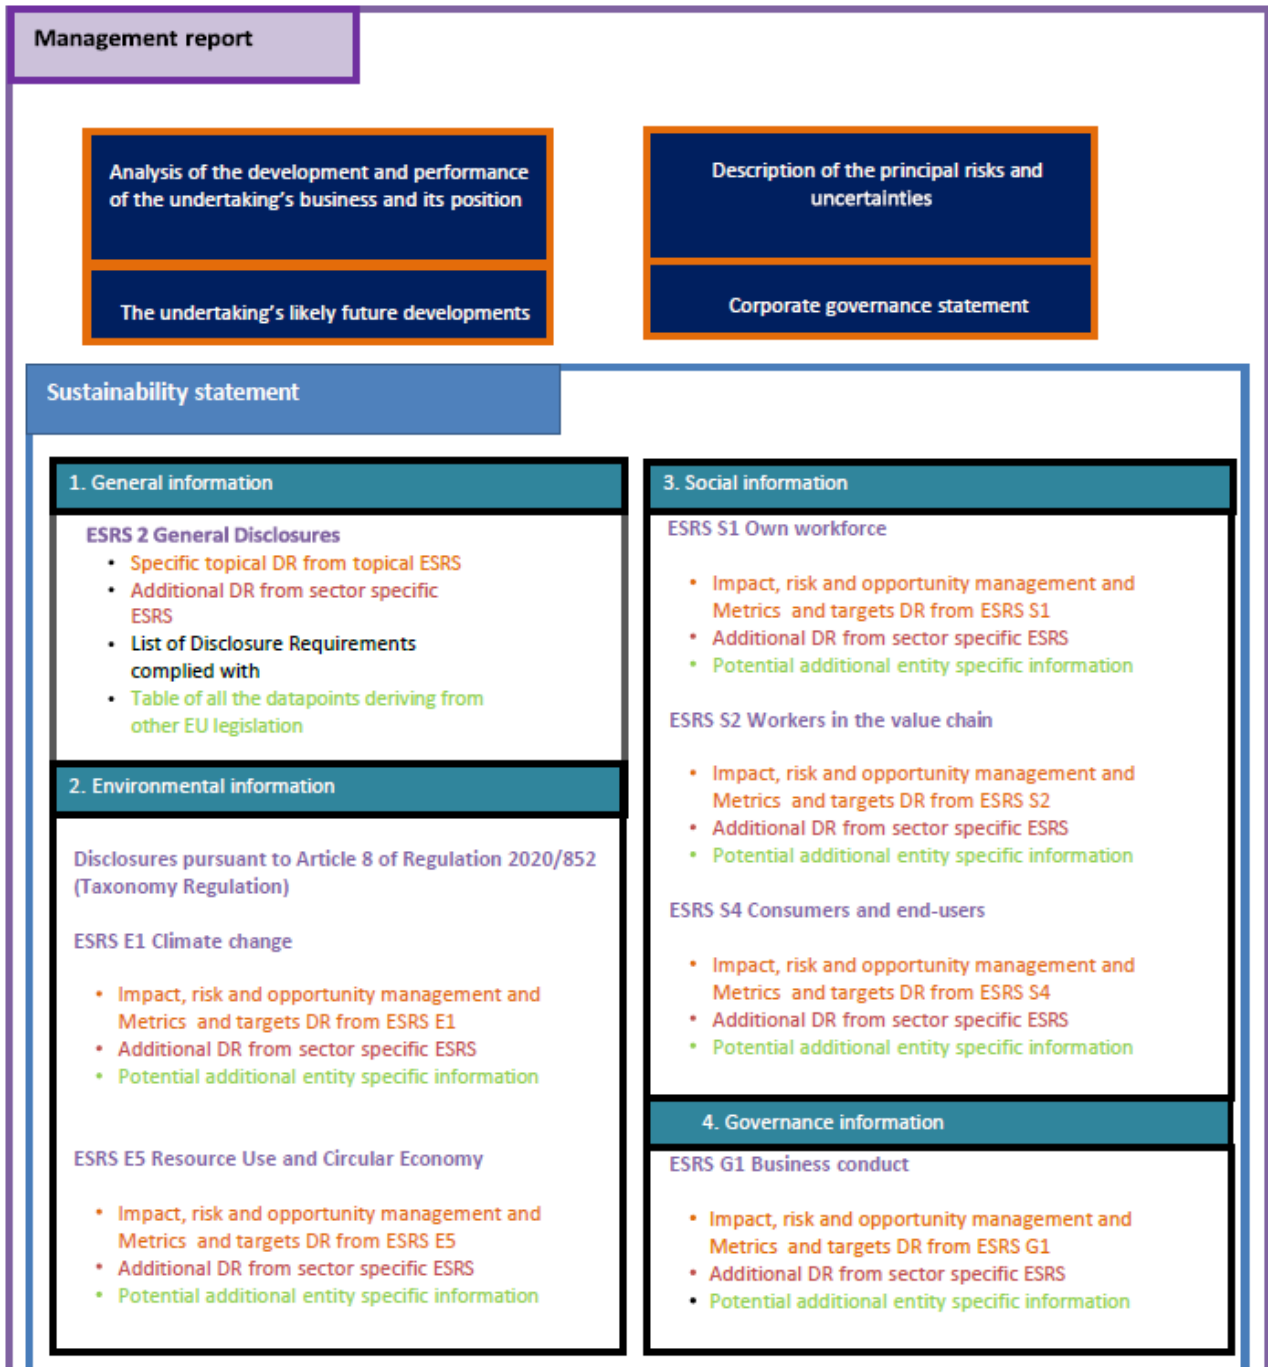 Management report
Analysis of the development and performance
of the undertaking's business and its position
The undertaking's likely future developments
Description of the principal risks and
uncertainties
Corporate governance statement
Sustainability statement
1. General information
ESRS 2 General Disclosures
• Specific topical DR from topical ESRS
• Additional DR from sector specific
ESRS
• List of Disclosure Requirements
complied with
• Table of all the datapoints deriving from
other EU legislation
2. Environmental information
Disclosures pursuant to Article 8 of Regulation 2020/852
(Taxonomy Regulation)
ESRS E1 Climate change
• Impact, risk and opportunity management and
Metrics and targets DR from ESRS E1
• Additional DR from sector specific ESRS
• Potential additional entity specific information
ESRS E5 Resource Use and Circular Economy
• Impact, risk and opportunity management and
Metrics and targets DR from ESRS E5
• Additional DR from sector specific ESRS
• Potential additional entity specific information
3. Social information
ESRS S1 Own workforce
• Impact, risk and opportunity management and
Metrics and targets DR from ESRS S1
• Additional DR from sector specific ESRS
• Potential additional entity specific information
ESRS S2 Workers in the value chain
• Impact, risk and opportunity management and
Metrics and targets DR from ESRS S2
• Additional DR from sector specific ESRS
• Potential additional entity specific information
ESRS S4 Consumers and end-users
• Impact, risk and opportunity management and
Metrics and targets DR from ESRS S4
• Additional DR from sector specific ESRS
• Potential additional entity specific information
4. Governance information
ESRS G1 Business conduct
• Impact, risk and opportunity management and
Metrics and targets DR from ESRS G1
• Additional DR from sector specific ESRS
• Potential additional entity specific information